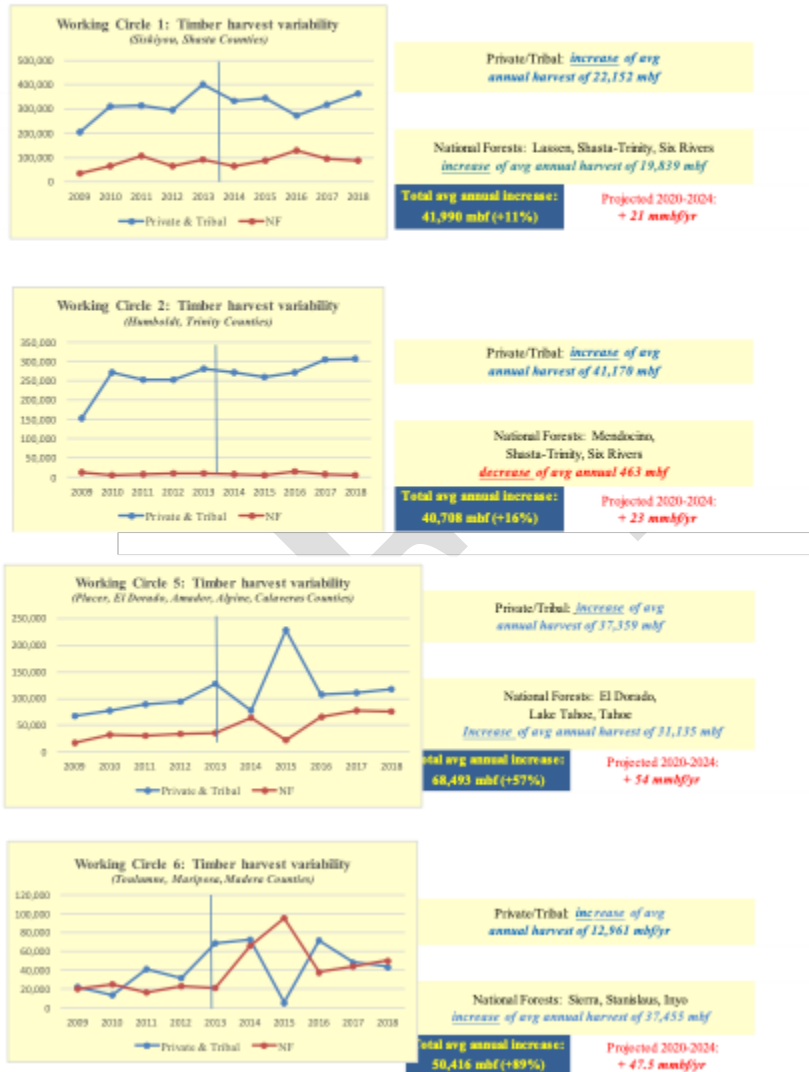 Working Circle 1: Timber harvest variability
(Siskiyou, Shasta Counties)
500,000
400,000
300,000
200,000
100,000
0
2009 2010 2011 2012 2013 2014 2015 2016 2017 2018
Private & Tribal NF
Private/Tribal: increase of avg
annual harvest of 22,152 mbf
National Forests: Lassen, Shasta-Trinity, Six Rivers
increase of avg annual harvest of 19,839 mbf
Total avg annual increase:
41,990 mbf (+11%)
Projected 2020-2024:
+ 21 mmbf/yr
Working Circle 2: Timber harvest variability
(Humboldt, Trinity Counties)
350,000
300,000
250,000
200,000
150,000
100,000
50,000
0
2009 2010 2011 2012 2013 2014 2015 2016 2017 2018
Private & Tribal NF
Private/Tribal: increase of avg
annual harvest of 41,170 mbf
National Forests: Mendocino,
Shasta-Trinity, Six Rivers
decrease of avg annual 463 mbf
Total avg annual increase:
40,708 mbf (+16%)
Projected 2020-2024:
+ 23 mmbf/yr
Working Circle 5: Timber harvest variability
(Placer, El Dorado, Amador, Alpine, Calaveras Counties)
250,000
200,000
150,000
100,000
50,000
0
2009 2010 2011 2012 2013 2014 2015 2016 2017 2018
Private & Tribal NF
Private/Tribal: increase of avg
annual harvest of 37,359 mbf
National Forests: El Dorado,
Lake Tahoe, Tahoe
Increase of avg annual harvest of 31,135 mbf
otal avg annual increase:
68,493 mbf (+57%)
Projected 2020-2024:
+ 54 mmbf/yr
Working Circle 6: Timber harvest variability
(Toulumne, Mariposa, Madera Counties)
120,000
100,000
80,000
60,000
40,000
20,000
0
2009 2010 2011 2012 2013 2014 2015 2016 2017 2018
Private & Tribal NF
Private/Tribal: increase of avg
annual harvest of 12,961 mbf/yr
National Forests: Sierra, Stanislaus, Inyo
increase of avg annual harvest of 37,455 mbf
otal avg annual increase:
50,416 mbf (+89%)
Projected 2020-2024:
+ 47.5 mmbf/yr